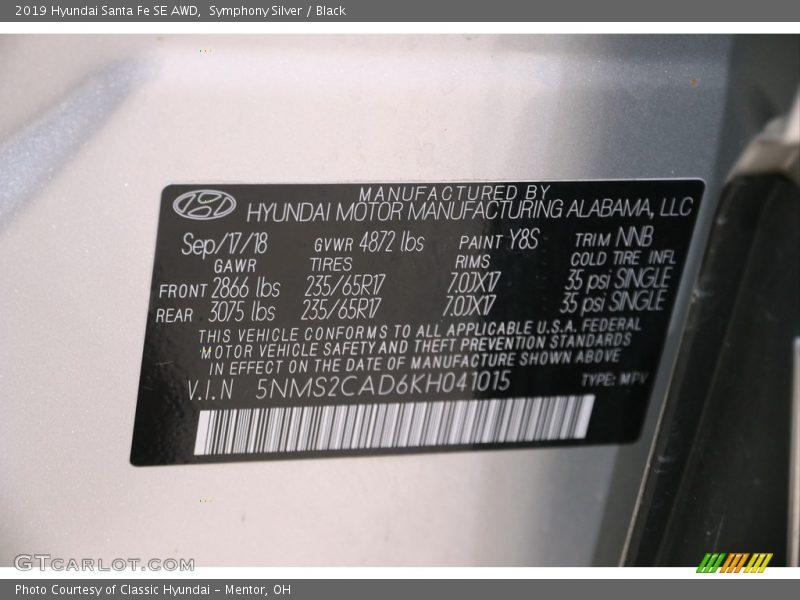 2019 Hyundai Santa Fe SE AWD, Symphony Silver / Black
MANUFACTURED BY
HYUNDAI MOTOR MANUFACTURING ALABAMA, LLC
Sep/17/18 GVWR 4872 lbs PAINT Y8S TRIM NNB
GAWR TIRES RIMS COLD TIRE INFL
FRONT 2866 lbs 235/65R17 7.0JX17 35 psi SINGLE
REAR 3075 lbs 235/65R17 7.0JX17 35 psi SINGLE
THIS VEHICLE CONFORMS TO ALL APPLICABLE U.S.A. FEDERAL
MOTOR VEHICLE SAFETY AND THEFT PREVENTION STANDARDS
IN EFFECT ON THE DATE OF MANUFACTURE SHOWN ABOVE
V.I.N 5NMS2CAD6KH041015 TYPE: MPV
GTCARLOT.COM
Photo Courtesy of Classic Hyundai - Mentor, OH